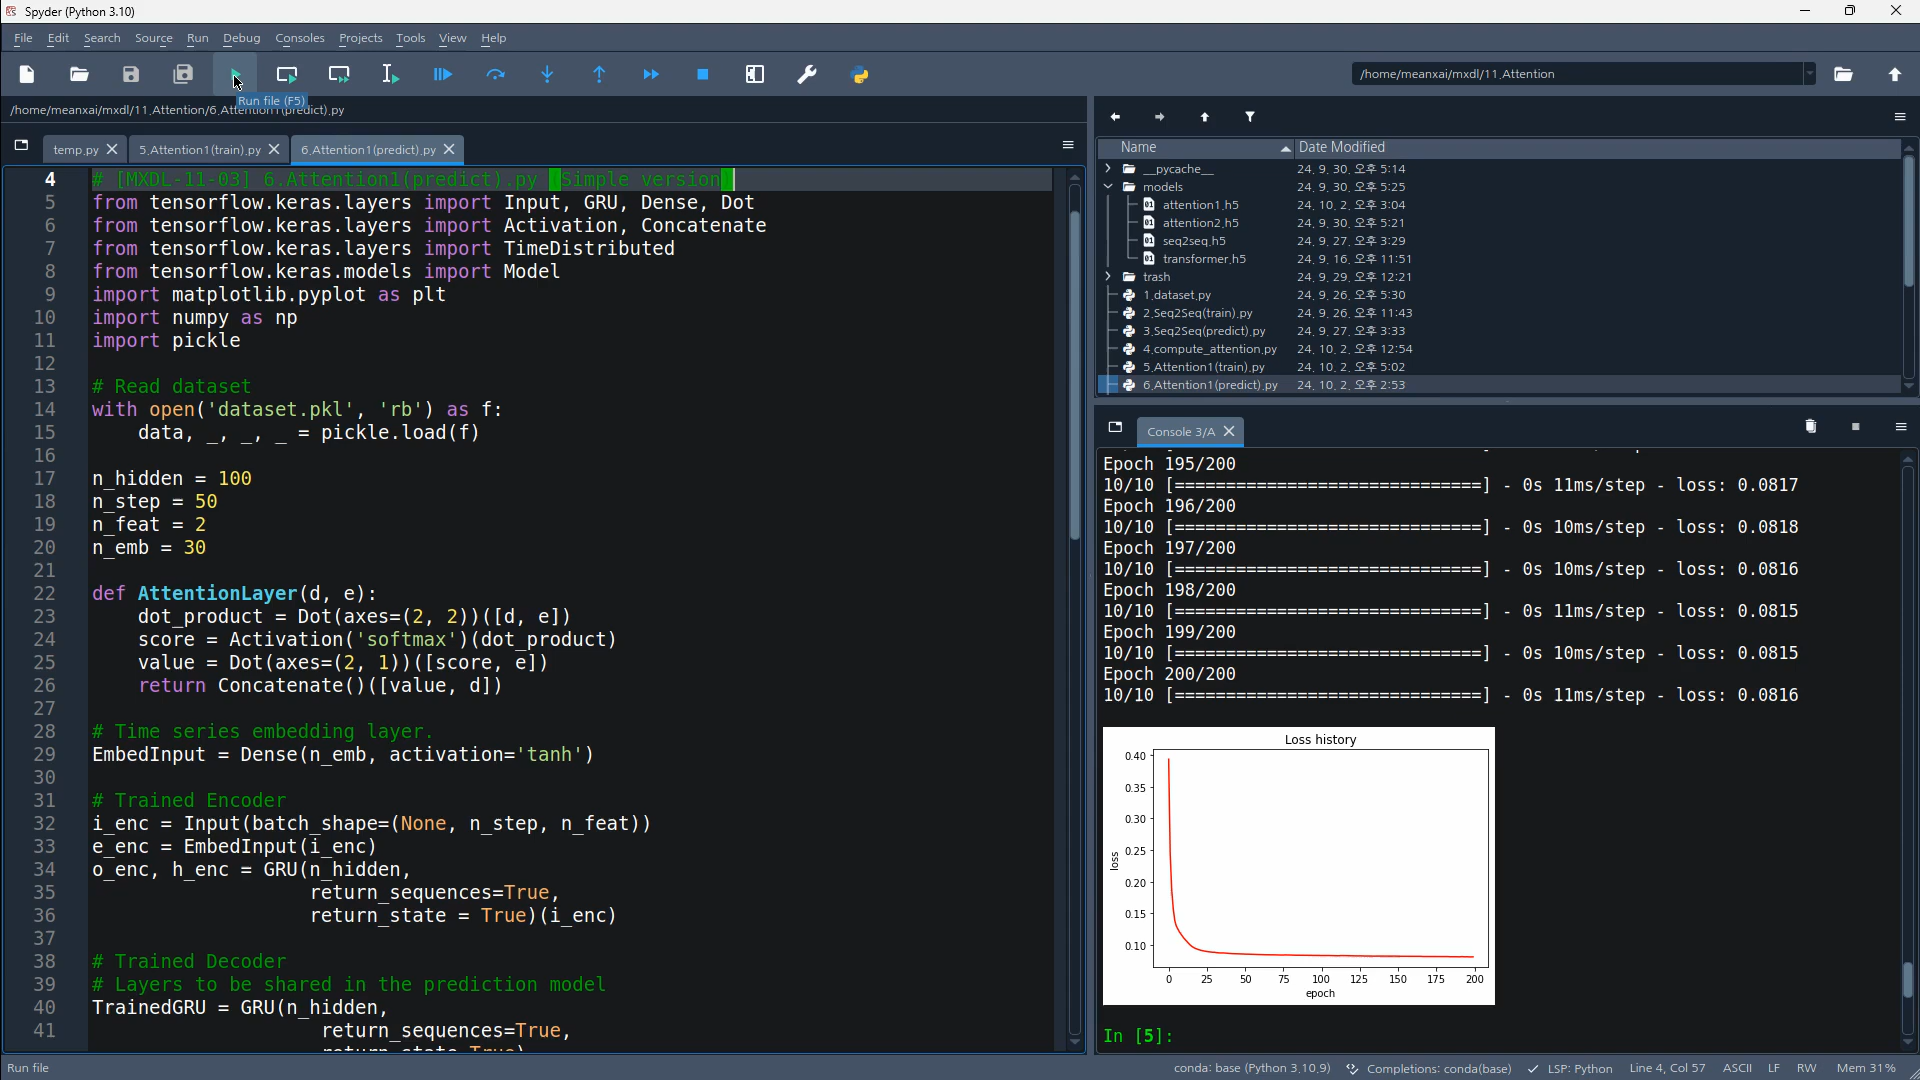 Spyder (Python 3.10)
File Edit Search Source Run Debug Consoles Projects Tools View Help
/home/meanxai/mxdl/11.Attention
Run file (F5)
/home/meanxai/mxdl/11.Attention/6.Attention1(predict).py
temp.py 5.Attention1(train).py 6.Attention1(predict).py
4 # [MXDL-11-03] 6.Attention1(predict).py (Simple version)
5 from tensorflow.keras.layers import Input, GRU, Dense, Dot
6 from tensorflow.keras.layers import Activation, Concatenate
7 from tensorflow.keras.layers import TimeDistributed
8 from tensorflow.keras.models import Model
9 import matplotlib.pyplot as plt
10 import numpy as np
11 import pickle
12
13 # Read dataset
14 with open('dataset.pkl', 'rb') as f:
15 data, _, _, _ = pickle.load(f)
16
17 n_hidden = 100
18 n_step = 50
19 n_feat = 2
20 n_emb = 30
21
22 def AttentionLayer(d, e):
23 dot_product = Dot(axes=(2, 2))([d, e])
24 score = Activation('softmax')(dot_product)
25 value = Dot(axes=(2, 1))([score, e])
26 return Concatenate()([value, d])
27
28 # Time series embedding layer.
29 EmbedInput = Dense(n_emb, activation='tanh')
30
31 # Trained Encoder
32 i_enc = Input(batch_shape=(None, n_step, n_feat))
33 e_enc = EmbedInput(i_enc)
34 o_enc, h_enc = GRU(n_hidden,
35 return_sequences=True,
36 return_state = True)(i_enc)
37
38 # Trained Decoder
39 # Layers to be shared in the prediction model
40 TrainedGRU = GRU(n_hidden,
41 return_sequences=True,
Name Date Modified
__pycache__ 24. 9. 30. 오후 5:14
models 24. 9. 30. 오후 5:25
attention1.h5 24. 10. 2. 오후 3:04
attention2.h5 24. 9. 30. 오후 5:21
seq2seq.h5 24. 9. 27. 오후 3:29
transformer.h5 24. 9. 16. 오후 11:51
trash 24. 9. 29. 오후 12:21
1.dataset.py 24. 9. 26. 오후 5:30
2.Seq2Seq(train).py 24. 9. 26. 오후 11:43
3.Seq2Seq(predict).py 24. 9. 27. 오후 3:33
4.compute_attention.py 24. 10. 2. 오후 12:54
5.Attention1(train).py 24. 10. 2. 오후 5:02
6.Attention1(predict).py 24. 10. 2. 오후 2:53
Console 3/A
Epoch 195/200
10/10 [==============================] - 0s 11ms/step - loss: 0.0817
Epoch 196/200
10/10 [==============================] - 0s 10ms/step - loss: 0.0818
Epoch 197/200
10/10 [==============================] - 0s 10ms/step - loss: 0.0816
Epoch 198/200
10/10 [==============================] - 0s 11ms/step - loss: 0.0815
Epoch 199/200
10/10 [==============================] - 0s 10ms/step - loss: 0.0815
Epoch 200/200
10/10 [==============================] - 0s 11ms/step - loss: 0.0816
Loss history
0.40
0.35
0.30
0.25
0.20
0.15
0.10
loss
0 25 50 75 100 125 150 175 200
epoch
In [5]:
Run file
conda: base (Python 3.10.9) Completions: conda(base) LSP: Python Line 4, Col 57 ASCII LF RW Mem 31%